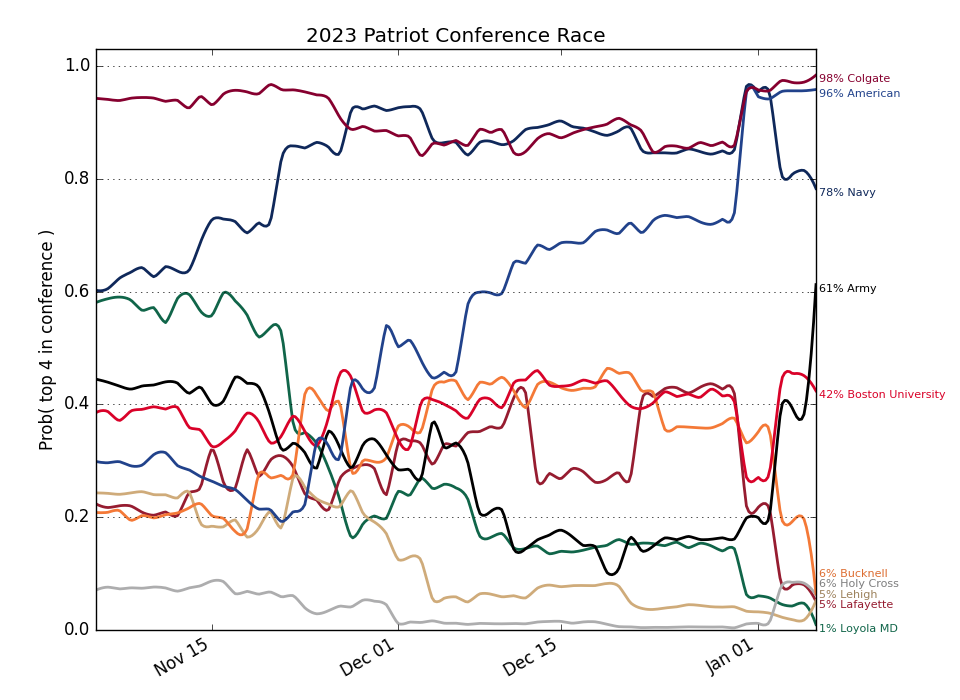 2023 Patriot Conference Race
Prob( top 4 in conference )
1.0
0.8
0.6
0.4
0.2
0.0
Nov 15
Dec 01
Dec 15
Jan 01
98% Colgate
96% American
78% Navy
61% Army
42% Boston University
6% Bucknell
6% Holy Cross
5% Lehigh
5% Lafayette
1% Loyola MD